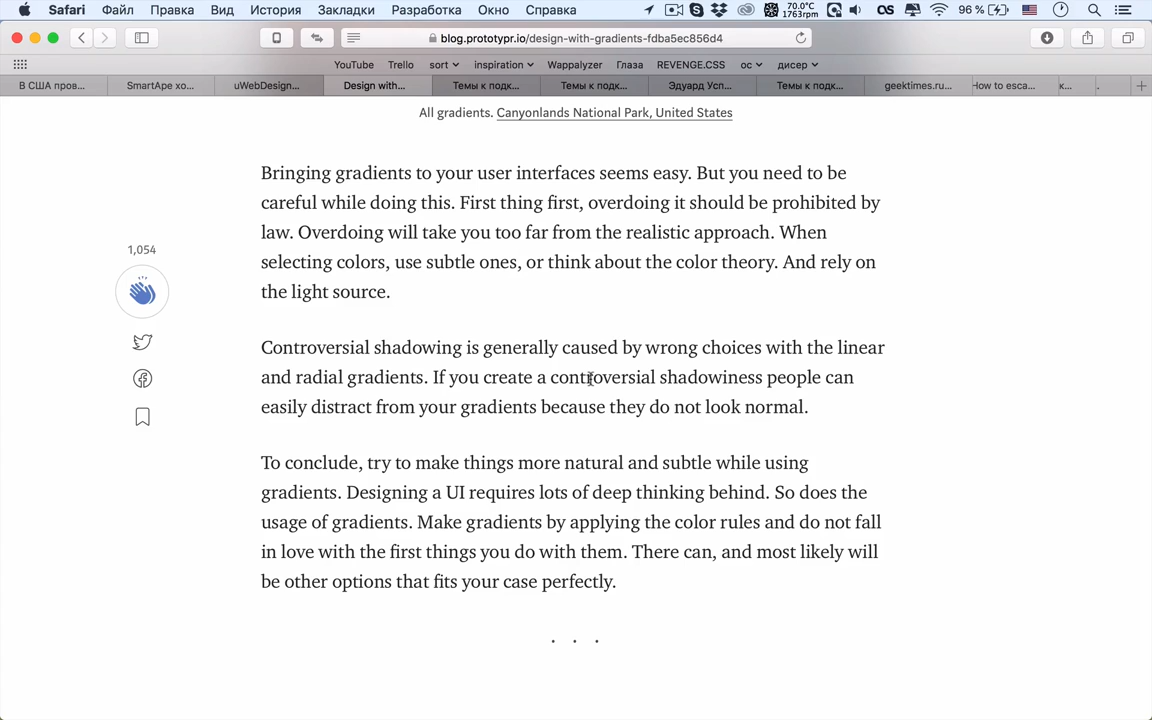 Safari Файл Правка Вид История Закладки Разработка Окно Справка 70.0°C 1763rpm 96 %
blog.prototypr.io/design-with-gradients-fdba5ec856d4
YouTube Trello sort inspiration Wappalyzer Глаза REVENGE.CSS ос дисер
В США пров... SmartApe хо... uWebDesign... Design with... Темы к подк... Темы к подк... Эдуард Усп... Темы к подк... geektimes.ru... How to esca... к... .
All gradients. Canyonlands National Park, United States
Bringing gradients to your user interfaces seems easy. But you need to be
careful while doing this. First thing first, overdoing it should be prohibited by
law. Overdoing will take you too far from the realistic approach. When
selecting colors, use subtle ones, or think about the color theory. And rely on
the light source.
1,054
Controversial shadowing is generally caused by wrong choices with the linear
and radial gradients. If you create a controversial shadowiness people can
easily distract from your gradients because they do not look normal.
To conclude, try to make things more natural and subtle while using
gradients. Designing a UI requires lots of deep thinking behind. So does the
usage of gradients. Make gradients by applying the color rules and do not fall
in love with the first things you do with them. There can, and most likely will
be other options that fits your case perfectly.
. . .